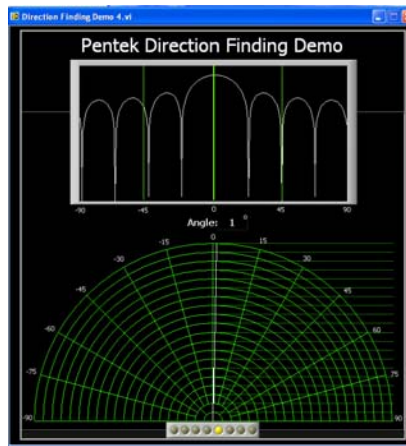 Direction Finding Demo 4.vi
Pentek Direction Finding Demo
-90 -45 0 45 90
Angle: 1 °
0
-15 15
-30 30
-45 45
-60 60
-75 75
-90 90